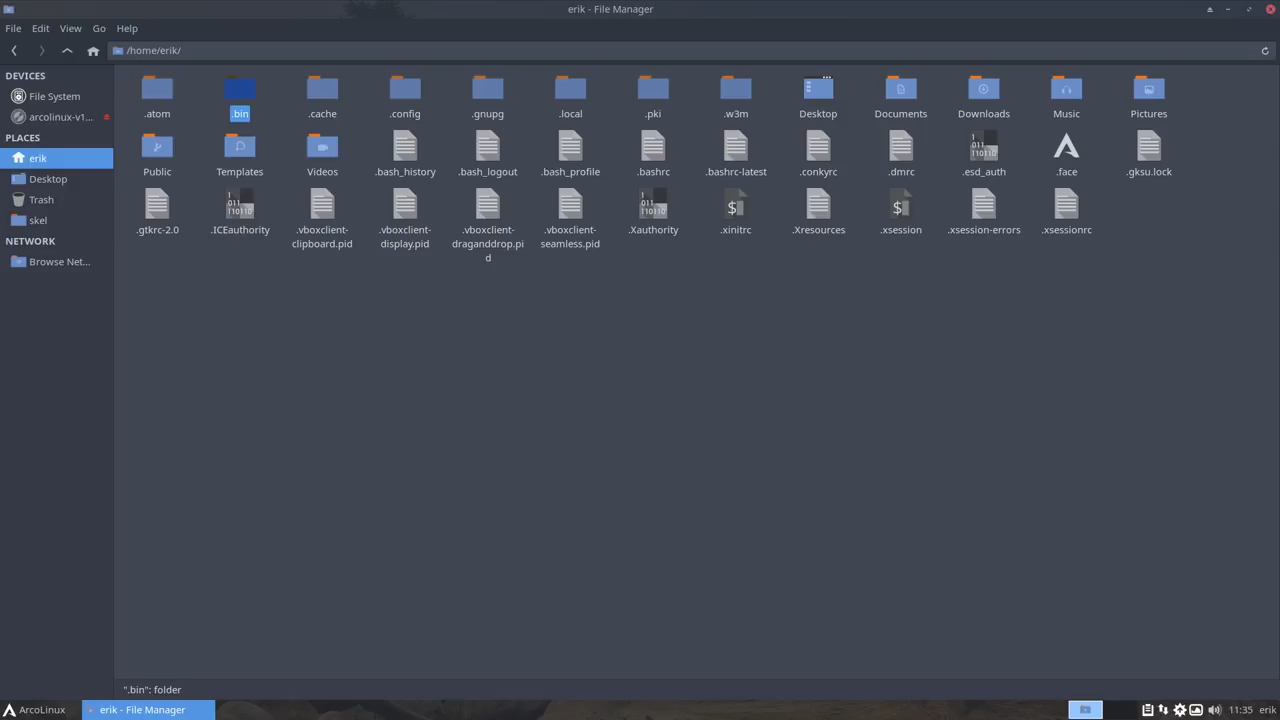 erik - File Manager
File Edit View Go Help
/home/erik/
DEVICES
File System
arcolinux-v1...
PLACES
erik
Desktop
Trash
skel
NETWORK
Browse Net...
.atom .bin .cache .config .gnupg .local .pki .w3m Desktop Documents Downloads Music Pictures
Public Templates Videos .bash_history .bash_logout .bash_profile .bashrc .bashrc-latest .conkyrc .dmrc .esd_auth .face .gksu.lock
.gtkrc-2.0 .ICEauthority .vboxclient-clipboard.pid .vboxclient-display.pid .vboxclient-draganddrop.pid .vboxclient-seamless.pid .Xauthority .xinitrc .Xresources .xsession .xsession-errors .xsessionrc
".bin": folder
ArcoLinux erik - File Manager 11:35 erik